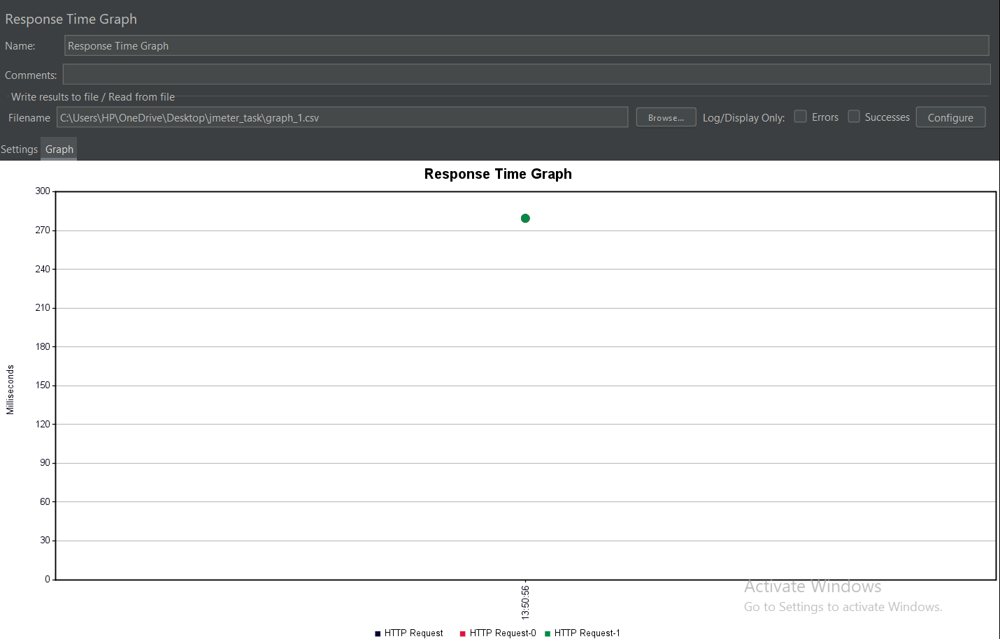 Response Time Graph
Name: Response Time Graph
Comments:
Write results to file / Read from file
Filename C:\Users\HP\OneDrive\Desktop\jmeter_task\graph_1.csv Browse... Log/Display Only: Errors Successes Configure
Settings Graph
Response Time Graph
300
270
240
210
180
150
120
90
60
30
0
Milliseconds
13:50:56
Activate Windows
Go to Settings to activate Windows.
HTTP Request HTTP Request-0 HTTP Request-1